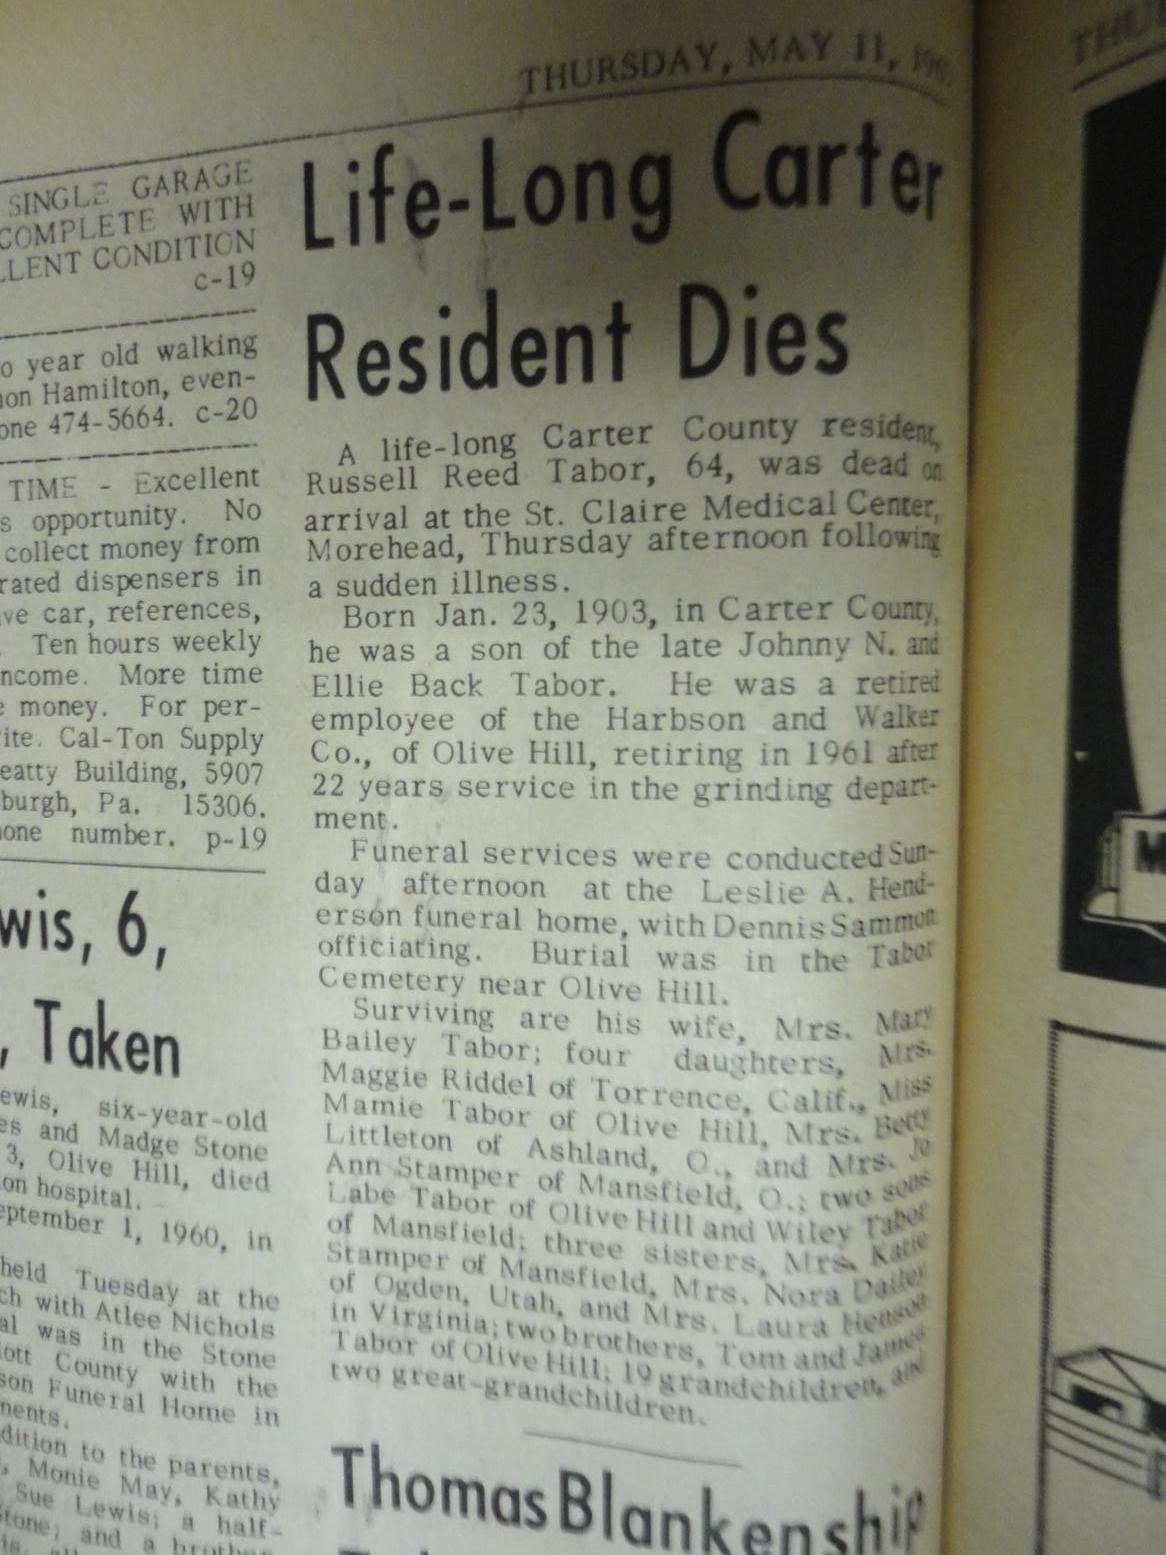 THURSDAY, MAY 11,
SINGLE GARAGE
COMPLETE WITH
LLENT CONDITION
c-19
o year old walking
on Hamilton, even-
one 474-5664. c-20
TIME - Excellent
s opportunity. No
collect money from
rated dispensers in
ve car, references,
. Ten hours weekly
ncome. More time
e money. For per-
rite. Cal-Ton Supply
eatty Building, 5907
burgh, Pa. 15306.
one number. p-19
wis, 6,
, Taken
ewis, six-year-old
es and Madge Stone
3, Olive Hill, died
on hospital.
eptember 1, 1960, in
held Tuesday at the
ch with Atlee Nichols
al was in the Stone
iott County with the
son Funeral Home in
ments.
dition to the parents,
, Monie May, Kathy
Sue Lewis; a half-
tone; and a brother
Life-Long Carter
Resident Dies
A life-long Carter County resident,
Russell Reed Tabor, 64, was dead on
arrival at the St. Claire Medical Center,
Morehead, Thursday afternoon following
a sudden illness.
Born Jan. 23, 1903, in Carter County,
he was a son of the late Johnny N. and
Ellie Back Tabor. He was a retired
employee of the Harbson and Walker
Co., of Olive Hill, retiring in 1961 after
22 years service in the grinding depart-
ment.
Funeral services were conducted Sun-
day afternoon at the Leslie A. Hend-
erson funeral home, with Dennis Sammon
officiating. Burial was in the Tabor
Cemetery near Olive Hill.
Surviving are his wife, Mrs. Mary
Bailey Tabor; four daughters, Mrs.
Maggie Riddel of Torrence, Calif., Miss
Mamie Tabor of Olive Hill, Mrs. Betty
Littleton of Ashland, O., and Mrs. Jo
Ann Stamper of Mansfield, O.; two sons
Labe Tabor of Olive Hill and Wiley Tabor
of Mansfield; three sisters, Mrs. Katie
Stamper of Mansfield, Mrs. Nora Dailey
of Ogden, Utah, and Mrs. Laura Henson
in Virginia; two brothers, Tom and James
Tabor of Olive Hill; 19 grandchildren, and
two great-grandchildren.
Thomas Blankenship
THU
M